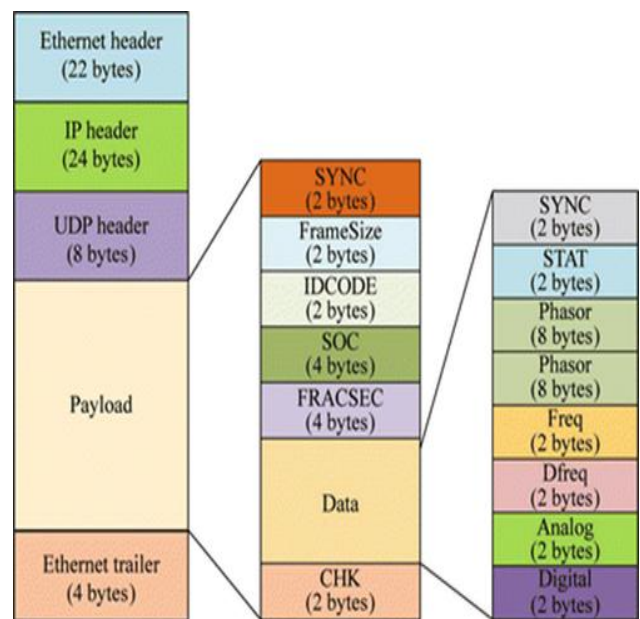 Ethernet header
(22 bytes)
IP header
(24 bytes)
UDP header
(8 bytes)
Payload
Ethernet trailer
(4 bytes)
SYNC
(2 bytes)
FrameSize
(2 bytes)
IDCODE
(2 bytes)
SOC
(4 bytes)
FRACSEC
(4 bytes)
Data
CHK
(2 bytes)
SYNC
(2 bytes)
STAT
(2 bytes)
Phasor
(8 bytes)
Phasor
(8 bytes)
Freq
(2 bytes)
Dfreq
(2 bytes)
Analog
(2 bytes)
Digital
(2 bytes)